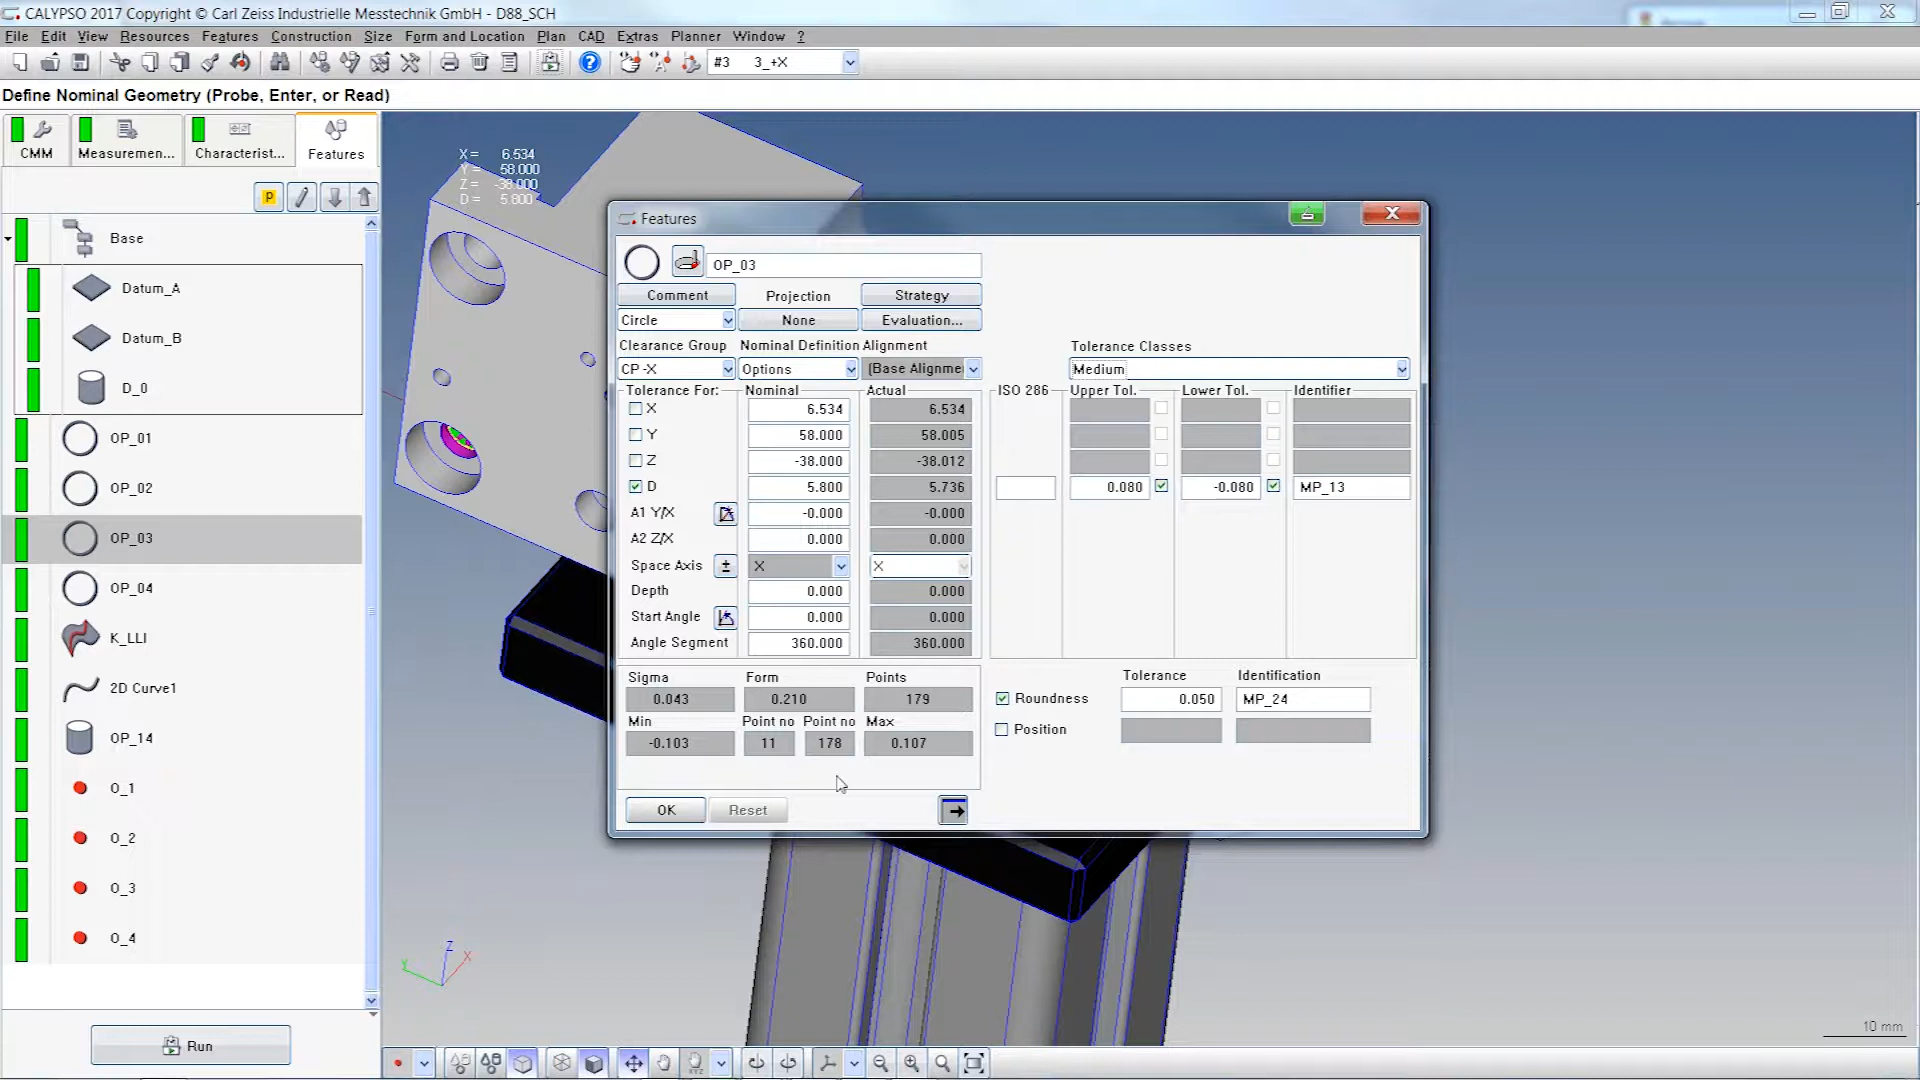 CALYPSO 2017 Copyright © Carl Zeiss Industrielle Messtechnik GmbH - D88_SCH
File Edit View Resources Features Construction Size Form and Location Plan CAD Extras Planner Window ?
#3 3_+X
Define Nominal Geometry (Probe, Enter, or Read)
CMM
Measuremen...
Characterist...
Features
P
Base
Datum_A
Datum_B
D_0
OP_01
OP_02
OP_03
OP_04
K_LLI
2D Curve1
OP_14
O_1
O_2
O_3
O_4
Run
X= 6.534
Y= 58.000
Z= -38.000
D= 5.800
Features
OP_03
Comment Projection Strategy
Circle None Evaluation...
Clearance Group Nominal Definition Alignment Tolerance Classes
CP -X Options (Base Alignme Medium
Tolerance For: Nominal Actual ISO 286 Upper Tol. Lower Tol. Identifier
X 6.534 6.534
Y 58.000 58.005
Z -38.000 -38.012
D 5.800 5.736 0.080 -0.080 MP_13
A1 Y/X -0.000 -0.000
A2 Z/X 0.000 0.000
Space Axis ± X X
Depth 0.000 0.000
Start Angle 0.000 0.000
Angle Segment 360.000 360.000
Sigma Form Points Tolerance Identification
0.043 0.210 179 Roundness 0.050 MP_24
Min Point no Point no Max
-0.103 11 178 0.107 Position
OK Reset
Z
Y
X
10 mm
XYZ